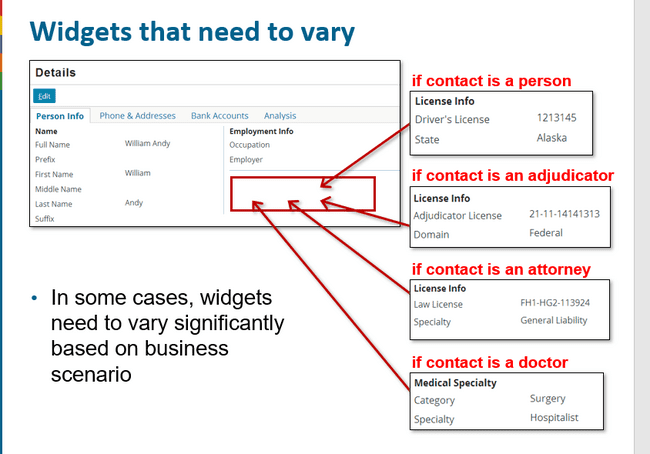 Widgets that need to vary
Details
Edit
Person Info Phone & Addresses Bank Accounts Analysis
Name
Full Name William Andy
Prefix
First Name William
Middle Name
Last Name Andy
Suffix
Employment Info
Occupation
Employer
if contact is a person
License Info
Driver's License 1213145
State Alaska
if contact is an adjudicator
License Info
Adjudicator License 21-11-14141313
Domain Federal
if contact is an attorney
License Info
Law License FH1-HG2-113924
Specialty General Liability
if contact is a doctor
Medical Specialty
Category Surgery
Specialty Hospitalist
• In some cases, widgets
need to vary significantly
based on business
scenario